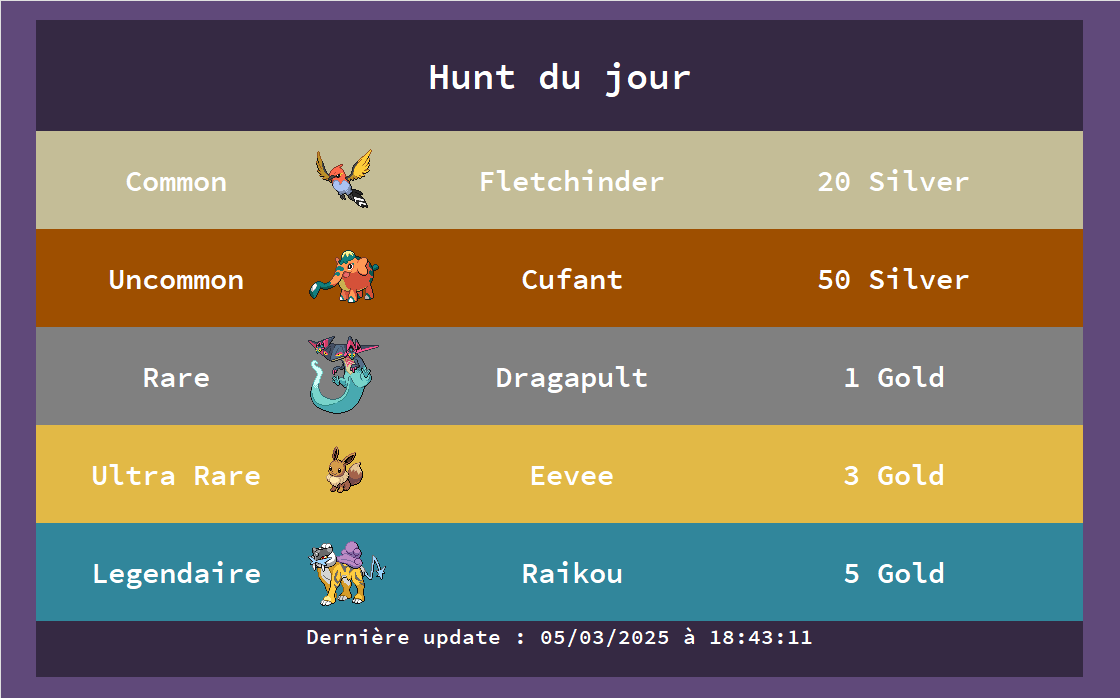 Hunt du jour
Common Fletchinder 20 Silver
Uncommon Cufant 50 Silver
Rare Dragapult 1 Gold
Ultra Rare Eevee 3 Gold
Legendaire Raikou 5 Gold
Dernière update : 05/03/2025 à 18:43:11